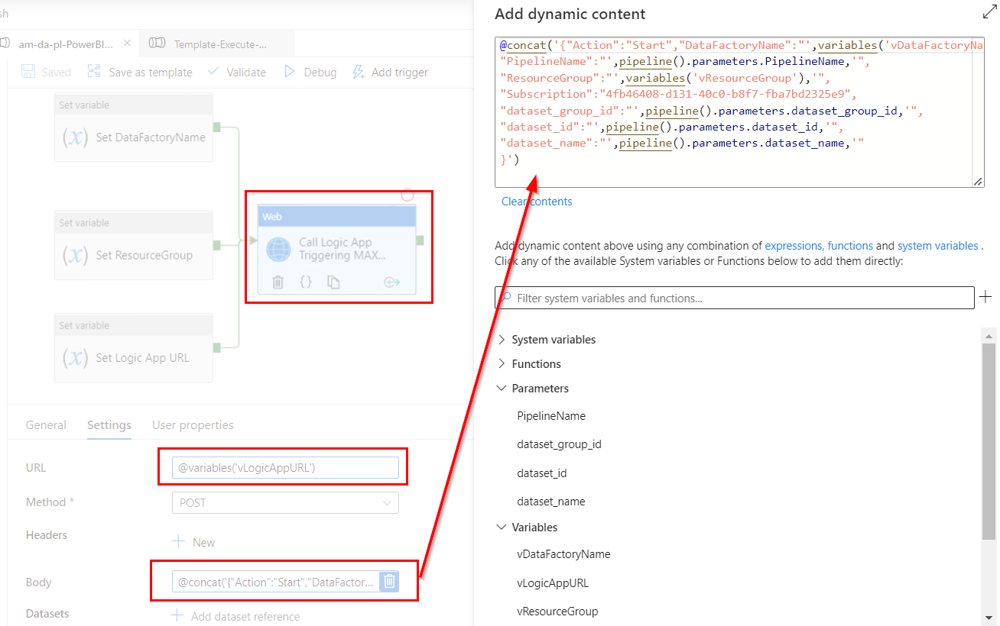 sh
am-da-pl-PowerBI...
Template-Execute-...
Saved
Save as template
Validate
Debug
Add trigger
Set variable
(x) Set DataFactoryName
Set variable
(x) Set ResourceGroup
Set variable
(x) Set Logic App URL
Web
Call Logic App
Triggering MAX...
General
Settings
User properties
URL
@variables('vLogicAppURL')
Method *
POST
Headers
New
Body
@concat('{"Action":"Start","DataFactor...
Datasets
Add dataset reference
Add dynamic content
@concat('{"Action":"Start","DataFactoryName":"',variables('vDataFactoryNa
"PipelineName":"',pipeline().parameters.PipelineName,'",
"ResourceGroup":"',variables('vResourceGroup'),'",
"Subscription":"4fb46408-d131-40c0-b8f7-fba7bd2325e9",
"dataset_group_id":"',pipeline().parameters.dataset_group_id,'",
"dataset_id":"',pipeline().parameters.dataset_id,'",
"dataset_name":"',pipeline().parameters.dataset_name,'"
}')
Clear contents
Add dynamic content above using any combination of expressions, functions and system variables .
Click any of the available System variables or Functions below to add them directly:
Filter system variables and functions...
System variables
Functions
Parameters
PipelineName
dataset_group_id
dataset_id
dataset_name
Variables
vDataFactoryName
vLogicAppURL
vResourceGroup